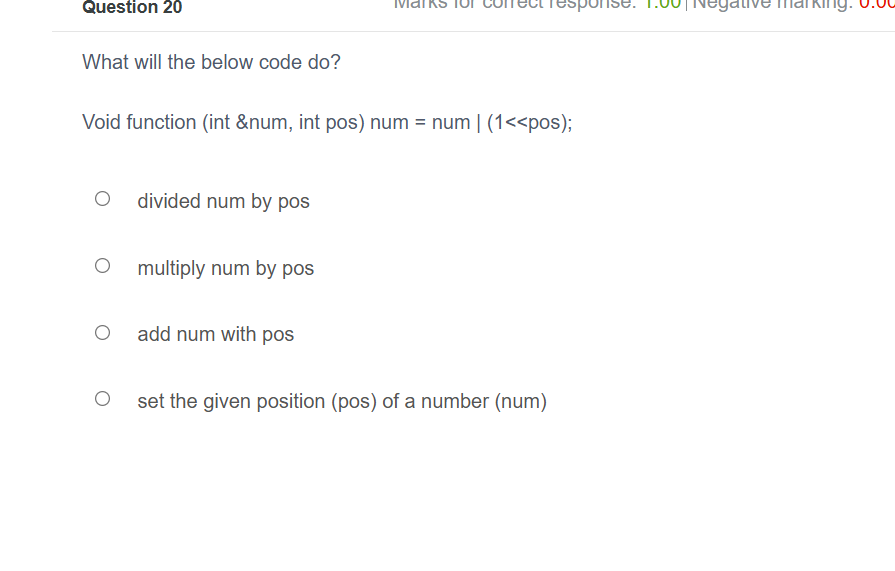 Question 20
Marks for correct response: 1.00 | Negative marking: 0.00
What will the below code do?
Void function (int &num, int pos) num = num | (1<<pos);
divided num by pos
multiply num by pos
add num with pos
set the given position (pos) of a number (num)